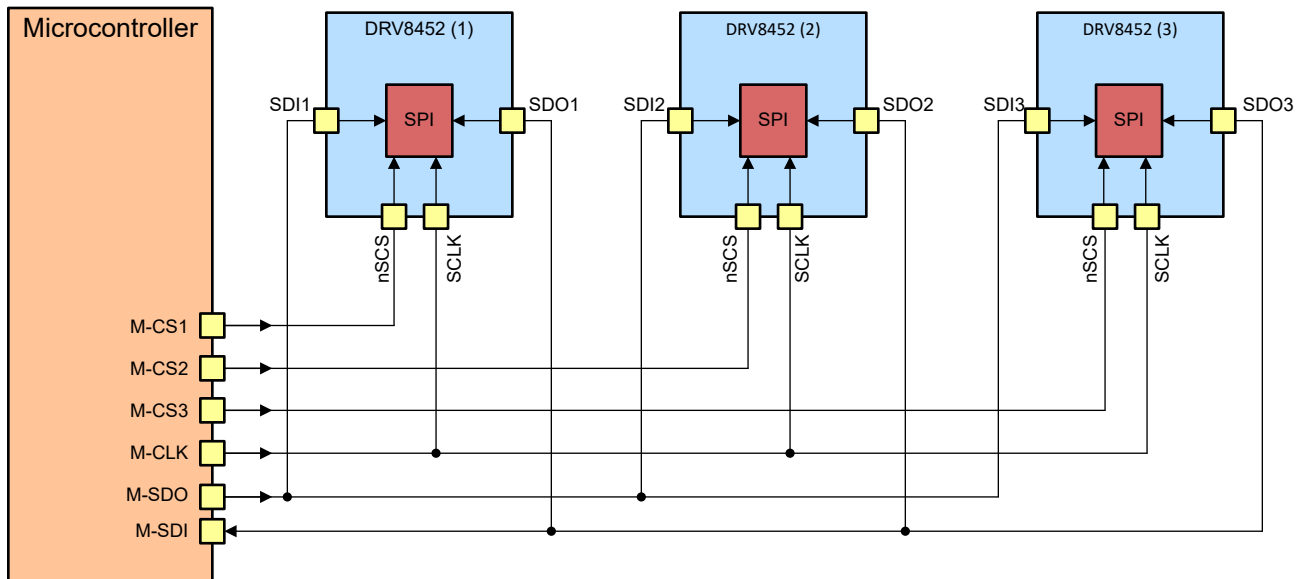 Microcontroller
DRV8452 (1)
DRV8452 (2)
DRV8452 (3)
SDI1
SPI
SDO1
SDI2
SPI
SDO2
SDI3
SPI
SDO3
nSCS
SCLK
nSCS
SCLK
nSCS
SCLK
M-CS1
M-CS2
M-CS3
M-CLK
M-SDO
M-SDI